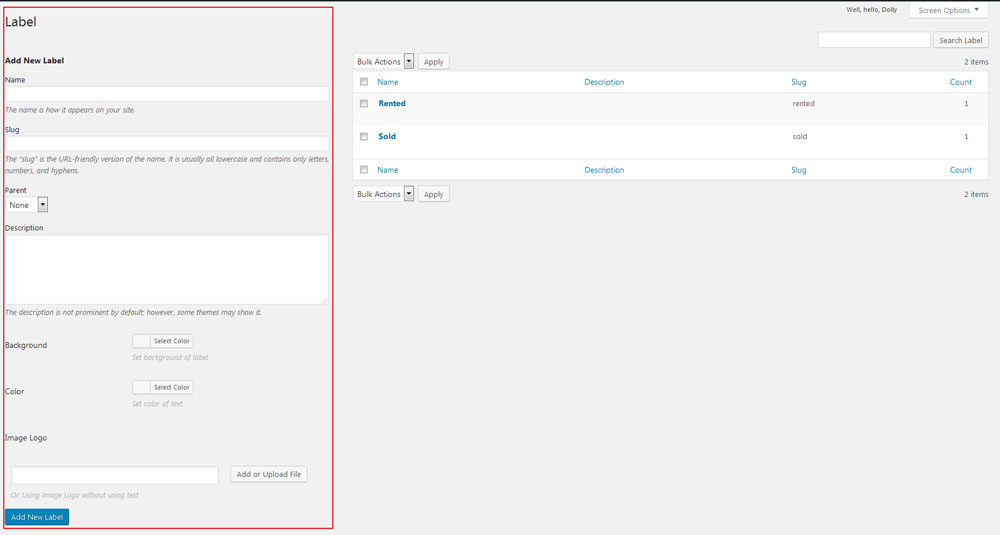 Well, hello, Dolly
Screen Options
Label
Search Label
Add New Label
Name
The name is how it appears on your site.
Slug
The “slug” is the URL-friendly version of the name. It is usually all lowercase and contains only letters,
numbers, and hyphens.
Parent
None
Description
The description is not prominent by default; however, some themes may show it.
Background
Select Color
Set background of label
Color
Select Color
Set color of text
Image Logo
Add or Upload File
Or Using Image Logo without using text
Add New Label
Bulk Actions Apply 2 items
Name Description Slug Count
Rented rented 1
Sold sold 1
Name Description Slug Count
Bulk Actions Apply 2 items